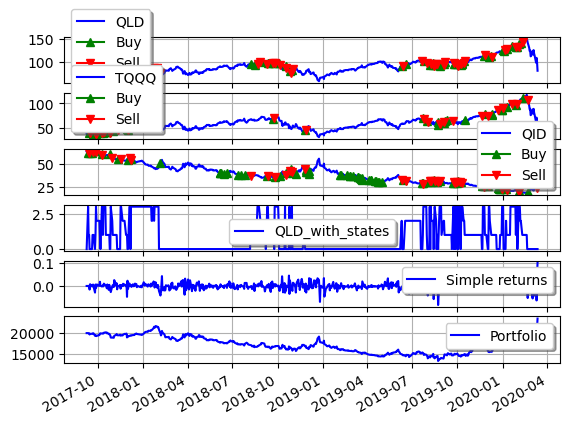 QLD
Buy
Sell
150
100
TQQQ
Buy
Sell
100
50
QID
Buy
Sell
50
25
2.5
0.0
QLD_with_states
0.1
0.0
Simple returns
20000
15000
Portfolio
2017-10
2018-01
2018-04
2018-07
2018-10
2019-01
2019-04
2019-07
2019-10
2020-01
2020-04